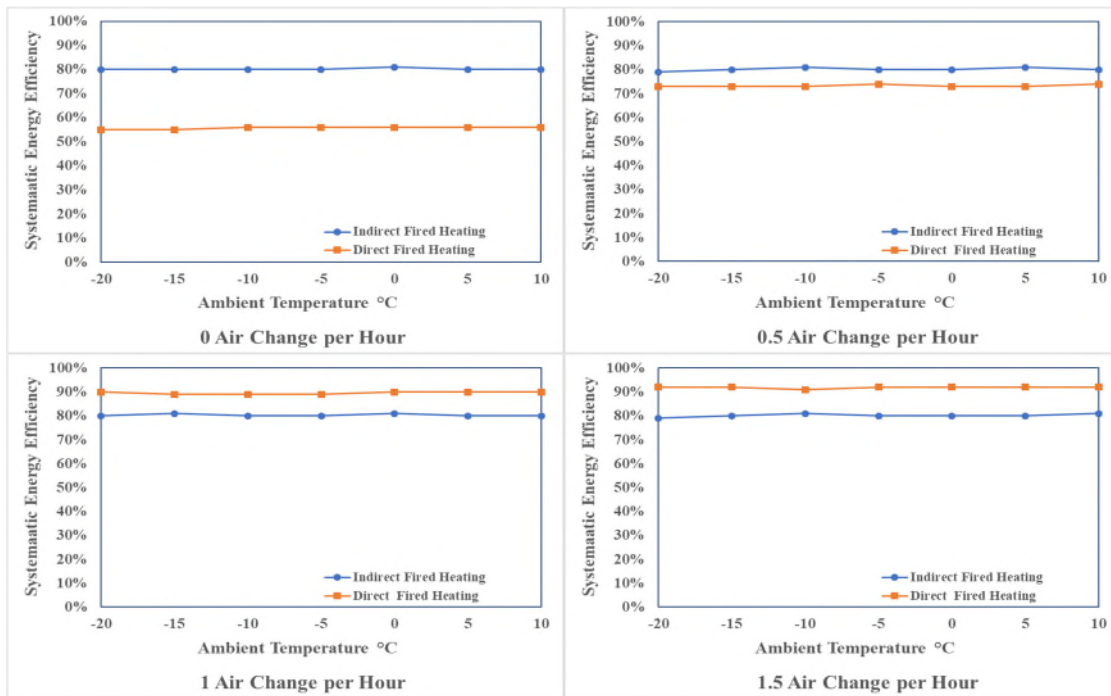 100%
90%
80%
70%
60%
50%
40%
30%
20%
10%
0%
Systemaatic Energy Efficiency
Indirect Fired Heating
Direct Fired Heating
-20 -15 -10 -5 0 5 10
Ambient Temperature °C
0 Air Change per Hour
100%
90%
80%
70%
60%
50%
40%
30%
20%
10%
0%
Systemaatic Energy Efficiency
Indirect Fired Heating
Direct Fired Heating
-20 -15 -10 -5 0 5 10
Ambient Temperature °C
0.5 Air Change per Hour
100%
90%
80%
70%
60%
50%
40%
30%
20%
10%
0%
Systemaatic Energy Efficiency
Indirect Fired Heating
Direct Fired Heating
-20 -15 -10 -5 0 5 10
Ambient Temperature °C
1 Air Change per Hour
100%
90%
80%
70%
60%
50%
40%
30%
20%
10%
0%
Systemaatic Energy Efficiency
Indirect Fired Heating
Direct Fired Heating
-20 -15 -10 -5 0 5 10
Ambient Temperature °C
1.5 Air Change per Hour